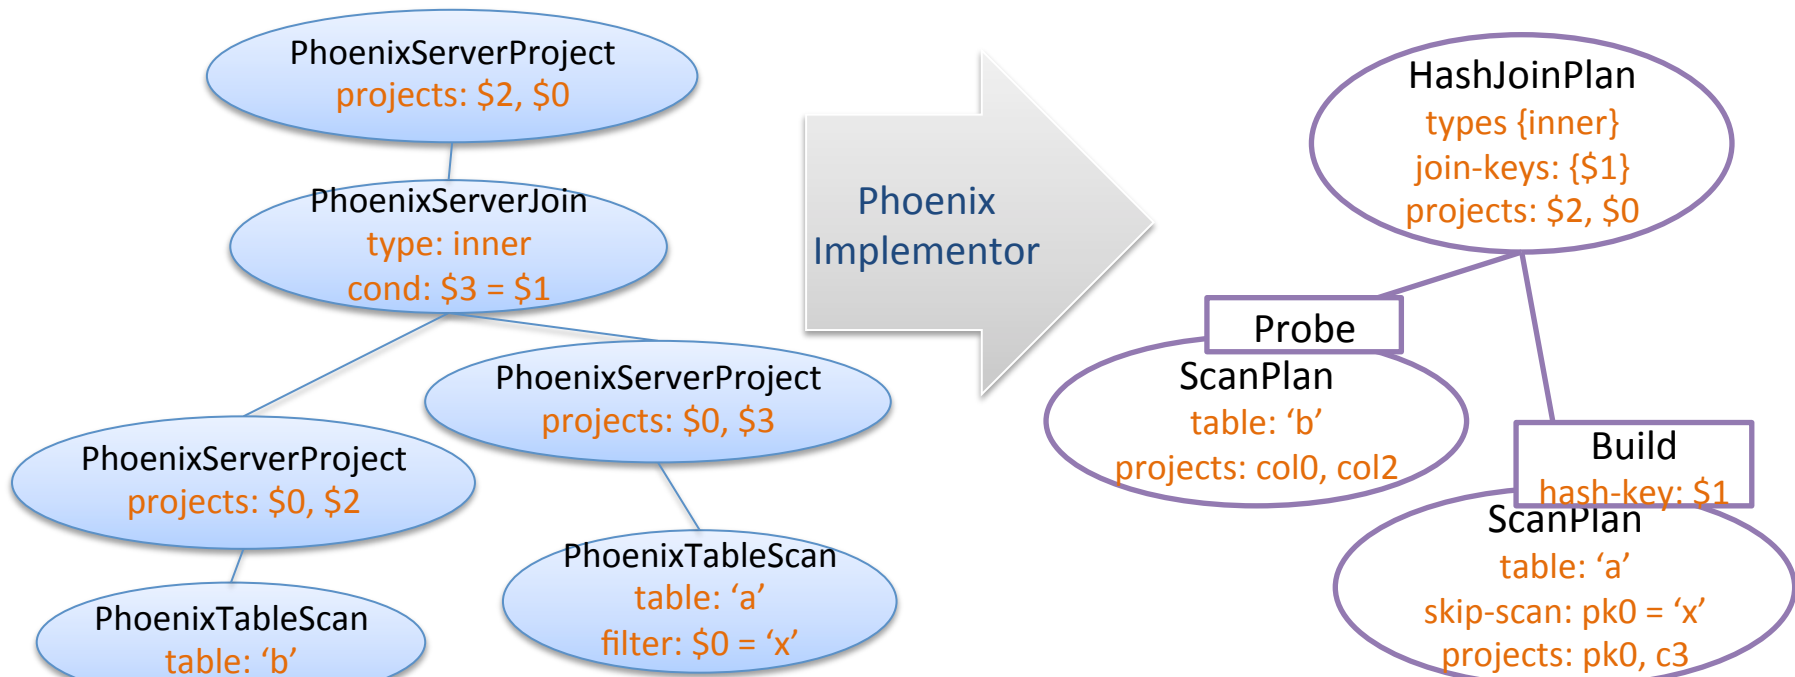 PhoenixServerProject
projects: $2, $0
PhoenixServerJoin
type: inner
cond: $3 = $1
PhoenixServerProject
projects: $0, $2
PhoenixTableScan
table: ‘b’
PhoenixServerProject
projects: $0, $3
PhoenixTableScan
table: ‘a’
filter: $0 = ‘x’
Phoenix
Implementor
HashJoinPlan
types {inner}
join-keys: {$1}
projects: $2, $0
Probe
ScanPlan
table: ‘b’
projects: col0, col2
Build
hash-key: $1
ScanPlan
table: ‘a’
skip-scan: pk0 = ‘x’
projects: pk0, c3